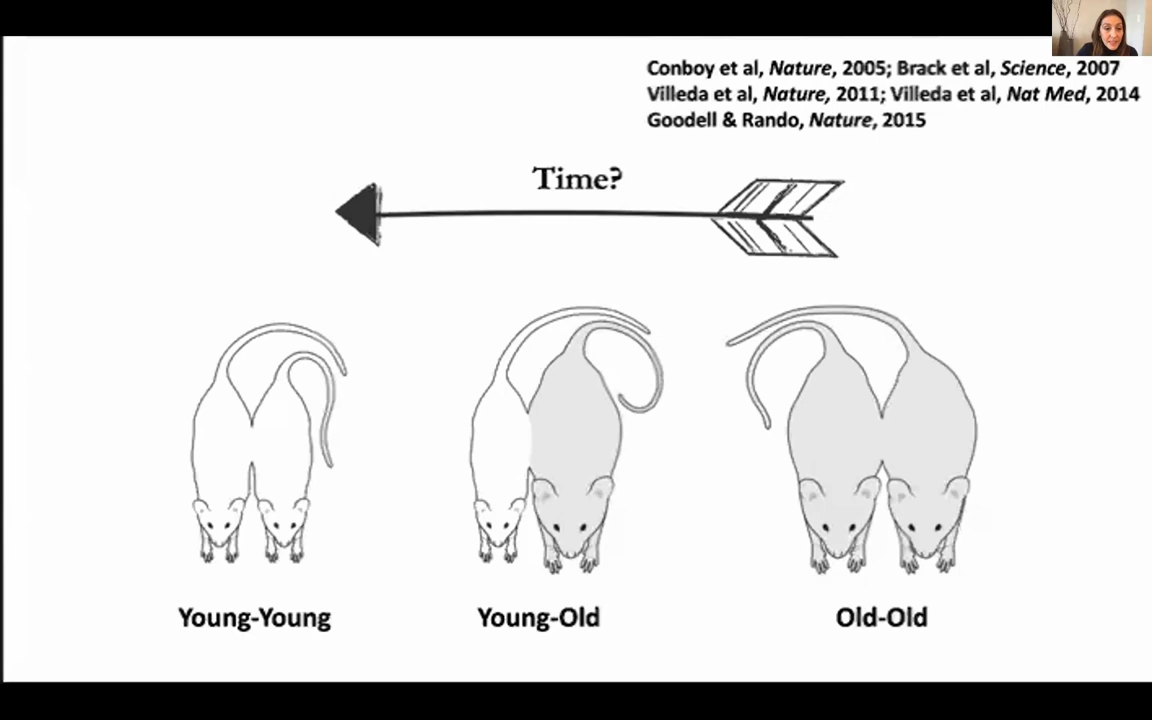 Conboy et al, Nature, 2005; Brack et al, Science, 2007
Villeda et al, Nature, 2011; Villeda et al, Nat Med, 2014
Goodell & Rando, Nature, 2015
Time?
Young-Young
Young-Old
Old-Old